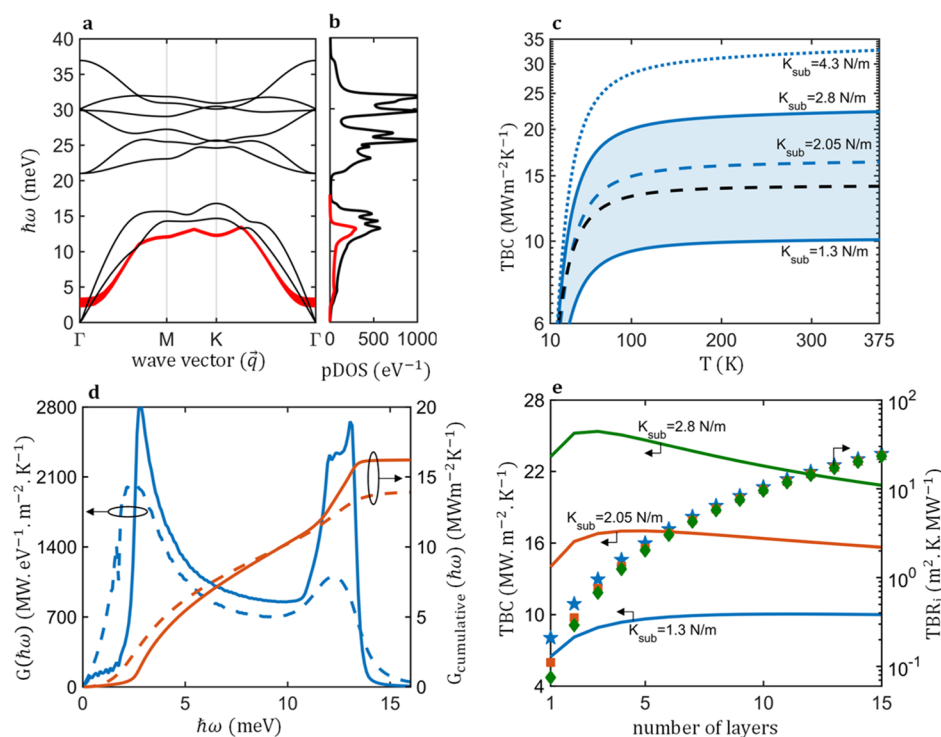 a
b
40
35
30
25
20
15
10
5
0
ħω (meV)
Γ
M
K
Γ
wave vector (q⃗)
0
500
1000
pDOS (eV⁻¹)
c
35
30
25
20
15
10
6
TBC (MWm⁻²K⁻¹)
K_sub=4.3 N/m
K_sub=2.8 N/m
K_sub=2.05 N/m
K_sub=1.3 N/m
10
100
200
300
375
T (K)
d
2800
2100
1400
700
0
G(ħω) (MW. eV⁻¹. m⁻². K⁻¹)
20
15
10
5
0
G_cumulative (ħω) (MWm⁻²K⁻¹)
0
5
10
15
ħω (meV)
e
28
22
16
10
4
TBC (MW. m⁻². K⁻¹)
K_sub=2.8 N/m
K_sub=2.05 N/m
K_sub=1.3 N/m
10²
10¹
10⁰
10⁻¹
TBRᵢ (m². K. MW⁻¹)
1
5
10
15
number of layers